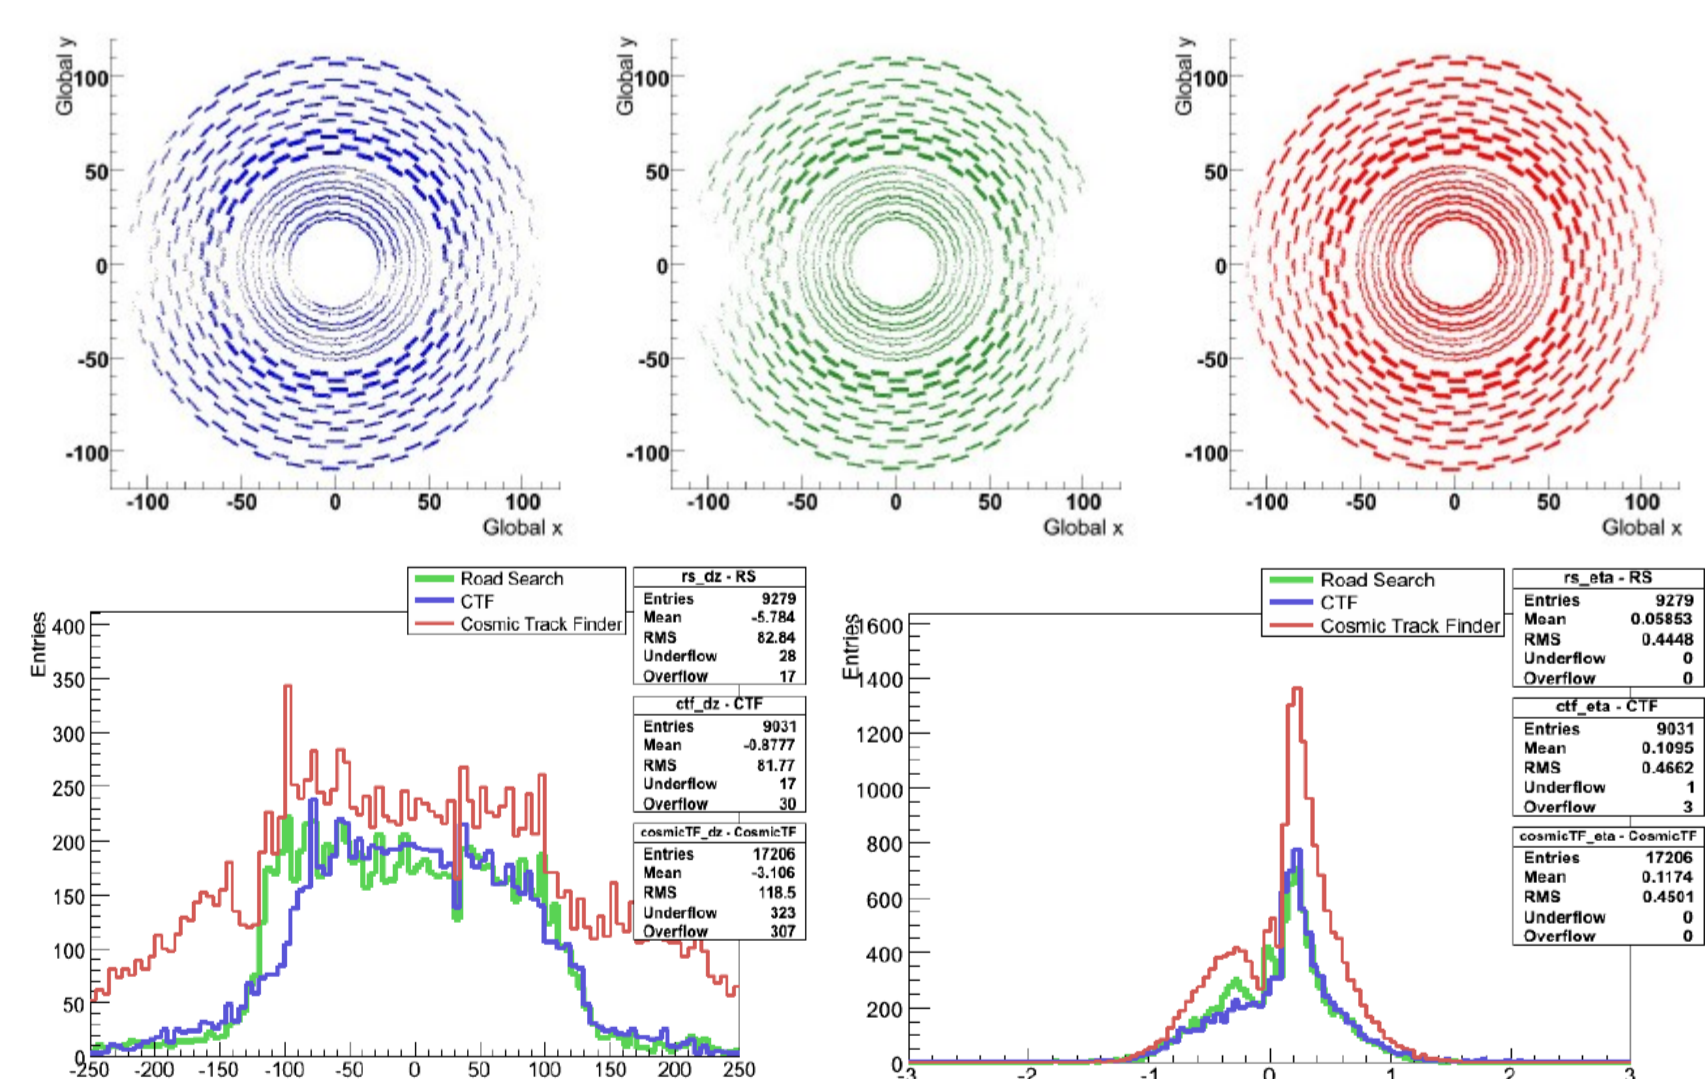 Global y
100
50
0
-50
-100
-100 -50 0 50 100
Global x
Global y
100
50
0
-50
-100
-100 -50 0 50 100
Global x
Global y
100
50
0
-50
-100
-100 -50 0 50 100
Global x
Road Search
CTF
Cosmic Track Finder
rs_dz - RS
Entries 9279
Mean -5.784
RMS 82.84
Underflow 28
Overflow 17
ctf_dz - CTF
Entries 9031
Mean -0.8777
RMS 81.77
Underflow 17
Overflow 30
cosmicTF_dz - CosmicTF
Entries 17206
Mean -3.106
RMS 118.5
Underflow 323
Overflow 307
Entries
400
350
300
250
200
150
100
50
0
-250 -200 -150 -100 -50 0 50 100 150 200 250
Road Search
CTF
Cosmic Track Finder
rs_eta - RS
Entries 9279
Mean 0.05853
RMS 0.4448
Underflow 0
Overflow 0
ctf_eta - CTF
Entries 9031
Mean 0.1095
RMS 0.4662
Underflow 1
Overflow 3
cosmicTF_eta - CosmicTF
Entries 17206
Mean 0.1174
RMS 0.4501
Underflow 0
Overflow 0
Entries
1600
1400
1200
1000
800
600
400
200
0
-3 -2 -1 0 1 2 3